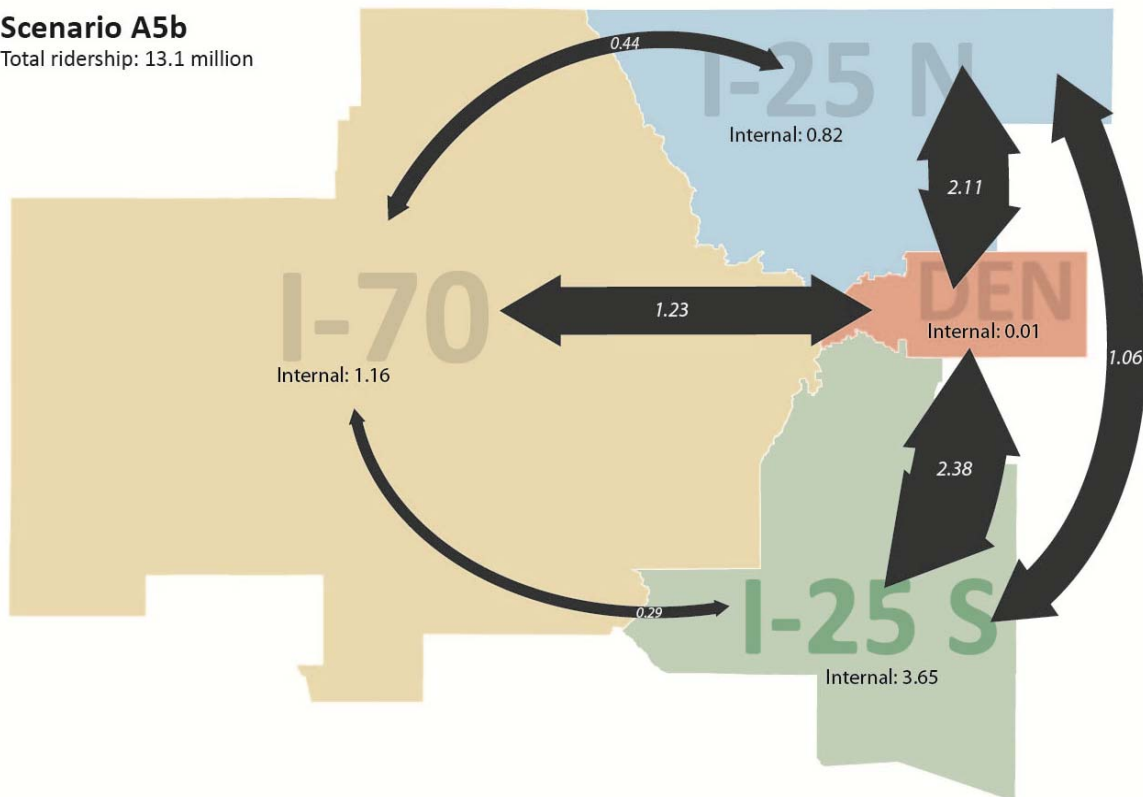 Scenario A5b
Total ridership: 13.1 million
0.44
I-25 N
Internal: 0.82
2.11
I-70
1.23
DEN
Internal: 0.01
1.06
Internal: 1.16
2.38
I-25 S
0.29
Internal: 3.65